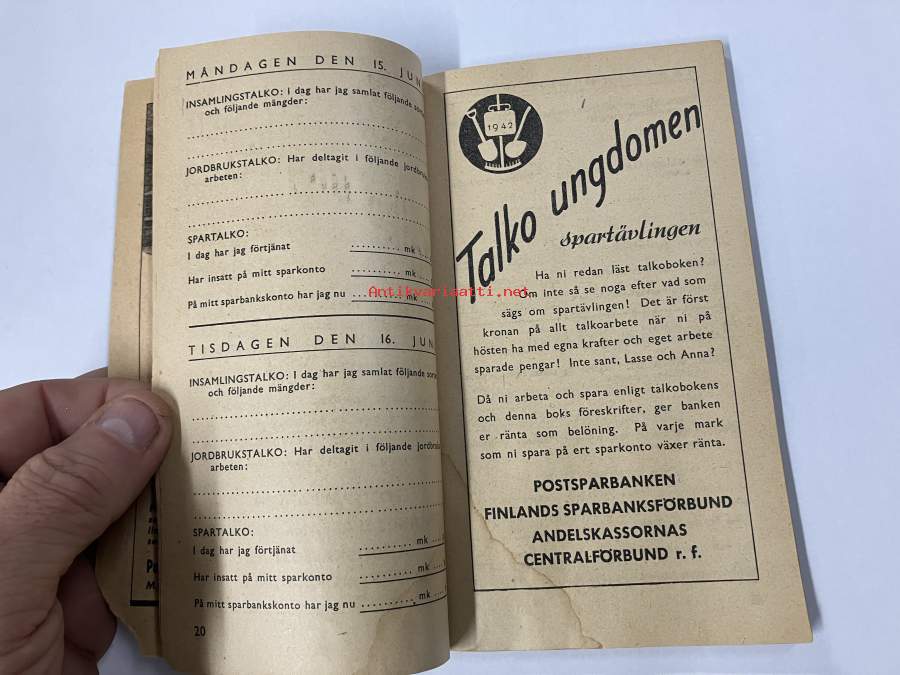 MÅNDAGEN DEN 15. JUN
INSAMLINGSTALKO: I dag har jag samlat följande
och följande mängder:
JORDBRUKSTALKO: Har deltagit i följande
arbeten:
SPARTALKO:
I dag har jag förtjänat .......... mk
Har insatt på mitt sparkonto .......... mk
På mitt sparbankskonto har jag nu .......... mk
TISDAGEN DEN 16. JUN
INSAMLINGSTALKO: I dag har jag samlat följande
och följande mängder:
JORDBRUKSTALKO: Har deltagit i följande
arbeten:
SPARTALKO:
I dag har jag förtjänat .......... mk
Har insatt på mitt sparkonto .......... mk
På mitt sparbankskonto har jag nu .......... mk
20
1942
Talko ungdomen
spartävlingen
Ha ni redan läst talkoboken?
Om inte så se noga efter vad som
sägs om spartävlingen! Det är först
kronan på allt talkoarbete när ni på
hösten ha med egna krafter och eget arbete
sparade pengar! Inte sant, Lasse och Anna?
Då ni arbeta och spara enligt talkobokens
och denna boks föreskrifter, ger banken
er ränta som belöning. På varje mark
som ni spara på ert sparkonto växer ränta.
POSTSPARBANKEN
FINLANDS SPARBANKSFÖRBUND
ANDELSKASSORNAS
CENTRALFÖRBUND r. f.
Antikvariaatti.net